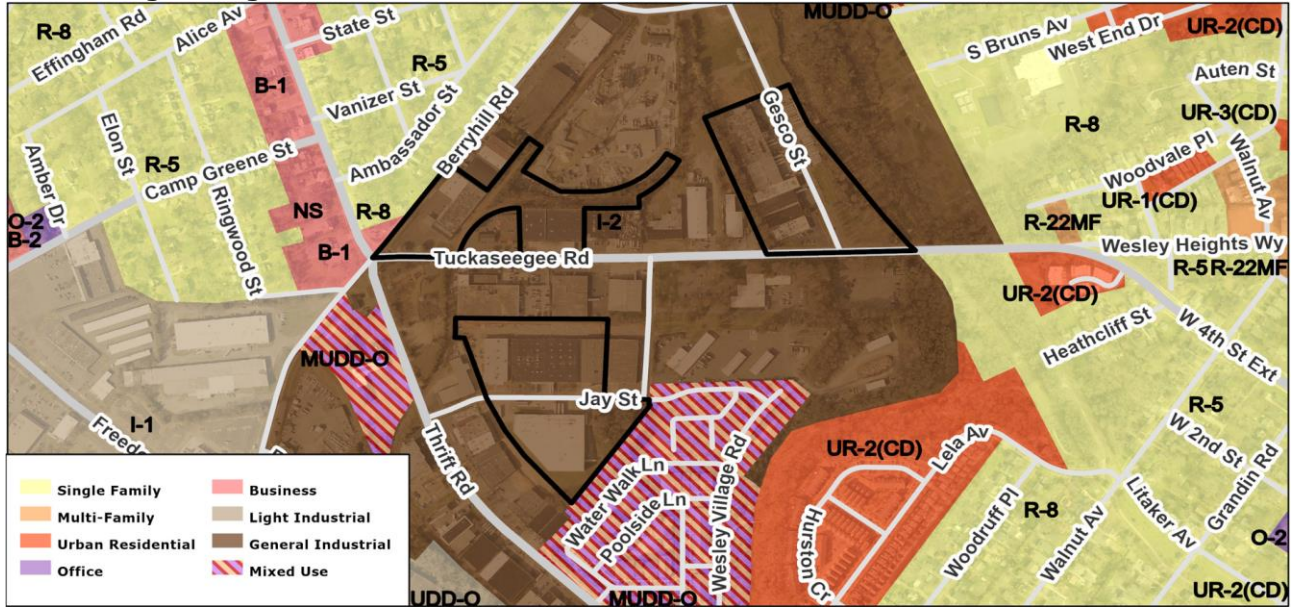 MUDD-O
R-8
Effingham Rd
Alice Av
State St
S Bruns Av
West End Dr
UR-2(CD)
B-1
R-5
Vanizer St
Auten St
Elon St
Ambassador St
Berryhill Rd
Gesco St
UR-3(CD)
R-8
R-5
Camp Greene St
Amber Dr
Ringwood St
Woodvale Pl
Walnut Av
UR-1(CD)
O-2
B-2
NS
R-8
I-2
R-22MF
B-1
Tuckaseegee Rd
Wesley Heights Wy
R-5 R-22MF
UR-2(CD)
W 4th St Ext
Heathcliff St
MUDD-O
Jay St
I-1
Thrift Rd
R-5
W 2nd St
UR-2(CD)
Lela Av
Grandin Rd
Water Walk Ln
Wesley Village Rd
Poolside Ln
Hurston Cr
Woodruff Pl
R-8
Walnut Av
Litaker Av
O-2
UR-2(CD)
UDD-O
MUDD-O
Single Family
Multi-Family
Urban Residential
Office
Business
Light Industrial
General Industrial
Mixed Use